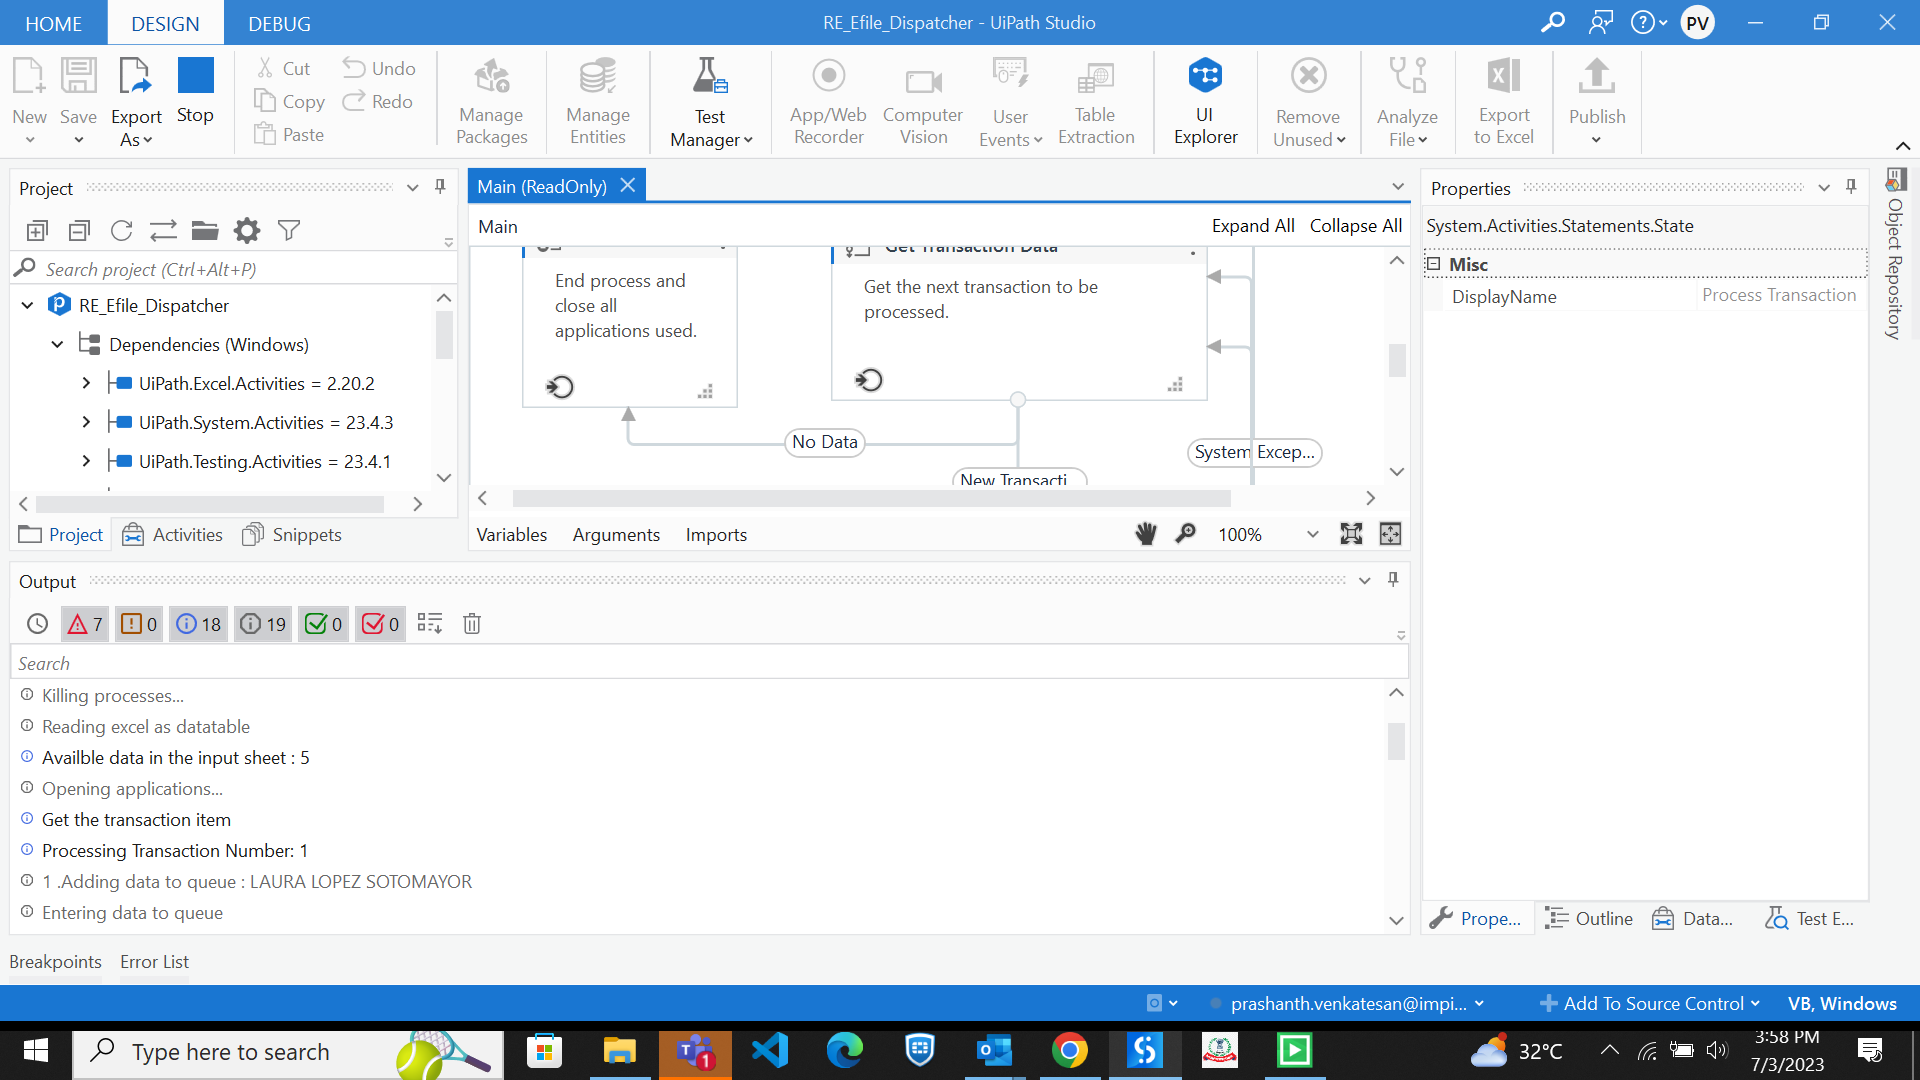 HOME
DESIGN
DEBUG
RE_Efile_Dispatcher - UiPath Studio
PV
New
Save
Export
As
Stop
Cut
Copy
Paste
Undo
Redo
Manage
Packages
Manage
Entities
Test
Manager
App/Web
Recorder
Computer
Vision
User
Events
Table
Extraction
UI
Explorer
Remove
Unused
Analyze
File
Export
to Excel
Publish
Project
Search project (Ctrl+Alt+P)
RE_Efile_Dispatcher
Dependencies (Windows)
UiPath.Excel.Activities = 2.20.2
UiPath.System.Activities = 23.4.3
UiPath.Testing.Activities = 23.4.1
Project
Activities
Snippets
Main (ReadOnly)
Main
Expand All
Collapse All
End process and
close all
applications used.
Get Transaction Data
Get the next transaction to be
processed.
No Data
New Transacti...
System Excep...
Variables
Arguments
Imports
100%
Properties
System.Activities.Statements.State
Misc
DisplayName
Process Transaction
Object Repository
Prope...
Outline
Data...
Test E...
Output
7
0
18
19
0
0
Search
Killing processes...
Reading excel as datatable
Availble data in the input sheet : 5
Opening applications...
Get the transaction item
Processing Transaction Number: 1
1 .Adding data to queue : LAURA LOPEZ SOTOMAYOR
Entering data to queue
Breakpoints
Error List
prashanth.venkatesan@impi...
Add To Source Control
VB, Windows
Type here to search
1
32°C
3:58 PM
7/3/2023